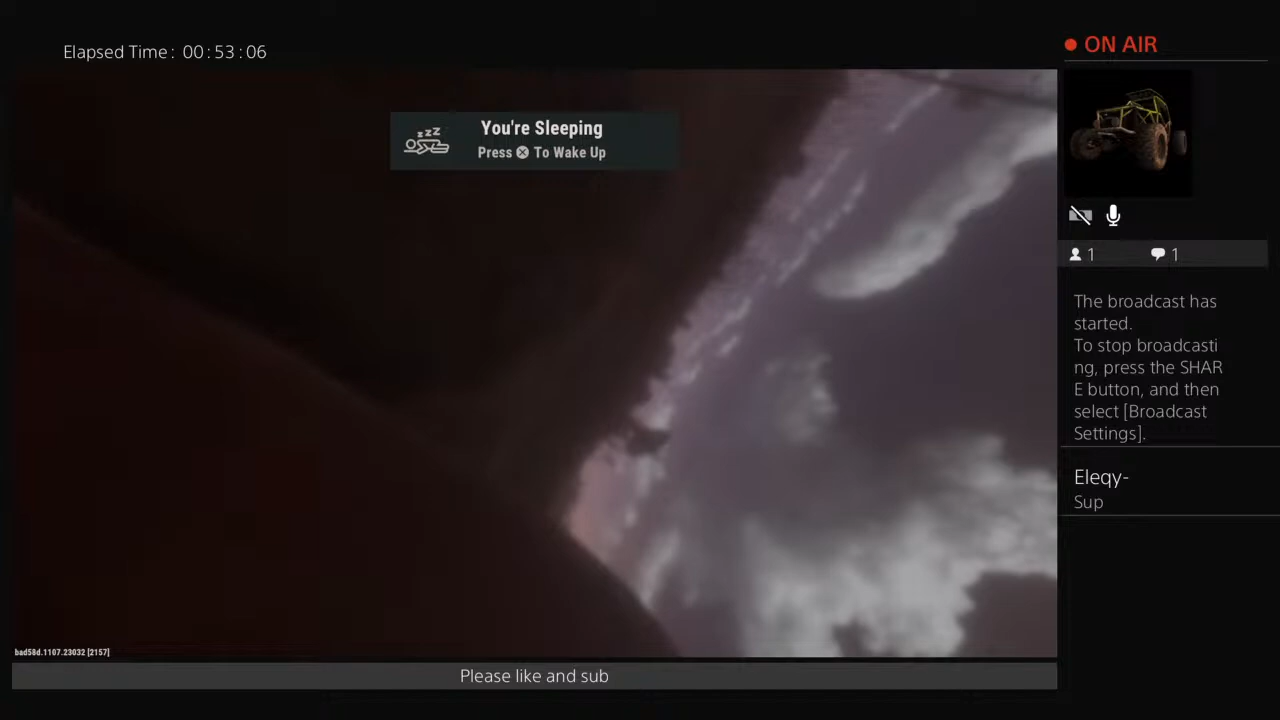 Elapsed Time: 00:53:06
ON AIR
You're Sleeping
Press To Wake Up
1 1
The broadcast has
started.
To stop broadcasti
ng, press the SHAR
E button, and then
select [Broadcast
Settings].
Eleqy-
Sup
bad58d.1107.23032 [2157]
Please like and sub